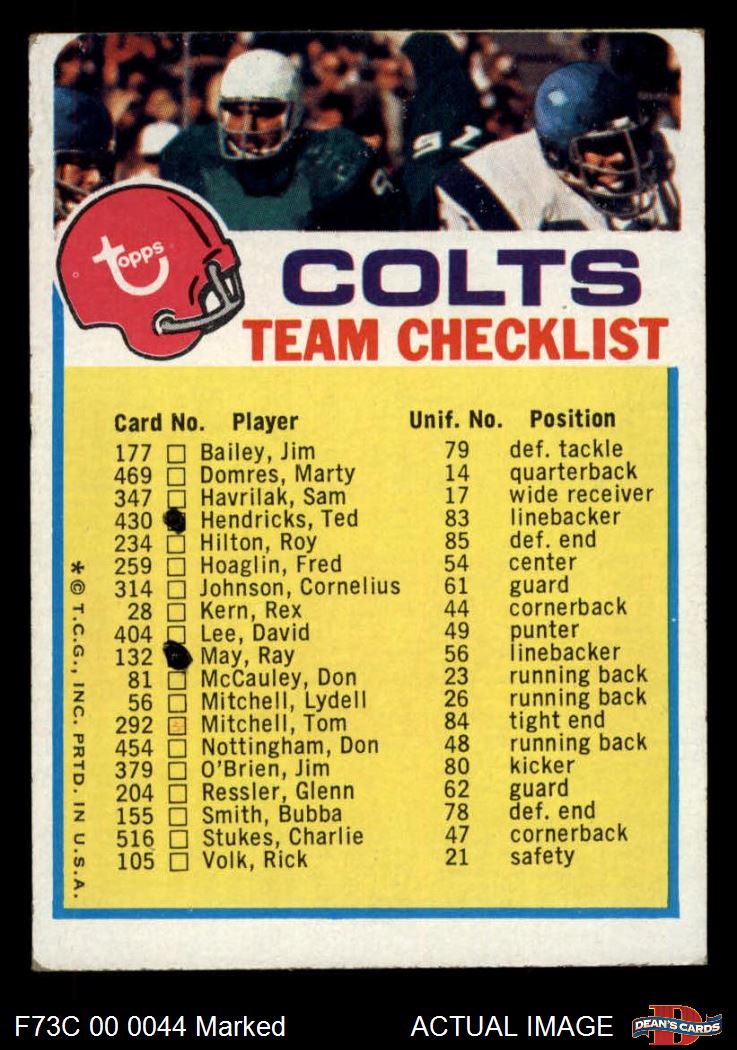 topps
COLTS
TEAM CHECKLIST
Card No. Player Unif. No. Position
177 Bailey, Jim 79 def. tackle
469 Domres, Marty 14 quarterback
347 Havrilak, Sam 17 wide receiver
430 Hendricks, Ted 83 linebacker
234 Hilton, Roy 85 def. end
259 Hoaglin, Fred 54 center
314 Johnson, Cornelius 61 guard
28 Kern, Rex 44 cornerback
404 Lee, David 49 punter
132 May, Ray 56 linebacker
81 McCauley, Don 23 running back
56 Mitchell, Lydell 26 running back
292 Mitchell, Tom 84 tight end
454 Nottingham, Don 48 running back
379 O'Brien, Jim 80 kicker
204 Ressler, Glenn 62 guard
155 Smith, Bubba 78 def. end
516 Stukes, Charlie 47 cornerback
105 Volk, Rick 21 safety
*© T.C.G., INC. PRTD. IN U.S.A.
F73C 00 0044 Marked
ACTUAL IMAGE
DEAN'S CARDS